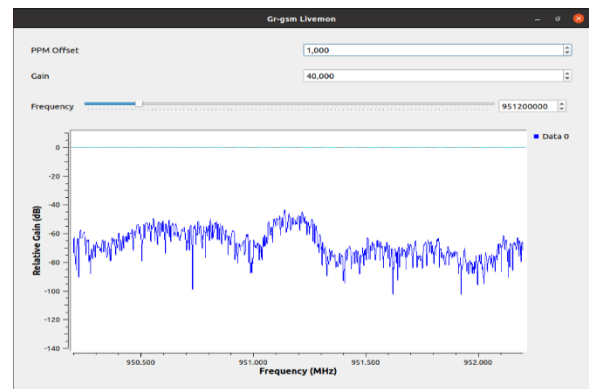 Gr-gsm Livemon
PPM Offset
1,000
Gain
40,000
Frequency
951200000
Data 0
0
-20
-40
-60
-80
-100
-120
-140
Relative Gain (dB)
950.500
951.000
951.500
952.000
Frequency (MHz)